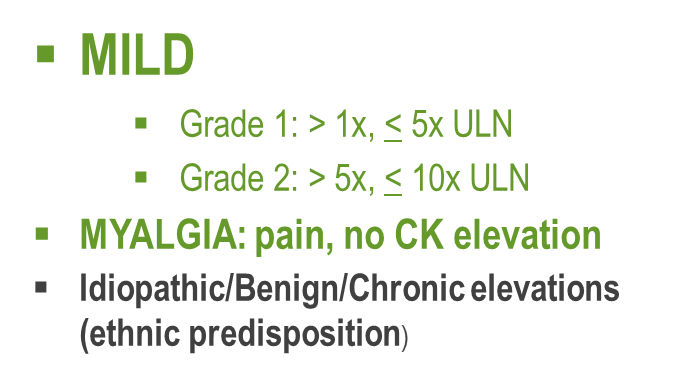 ▪ MILD
▪ Grade 1: > 1x, < 5x ULN
▪ Grade 2: > 5x, < 10x ULN
▪ MYALGIA: pain, no CK elevation
▪ Idiopathic/Benign/Chronic elevations
(ethnic predisposition)